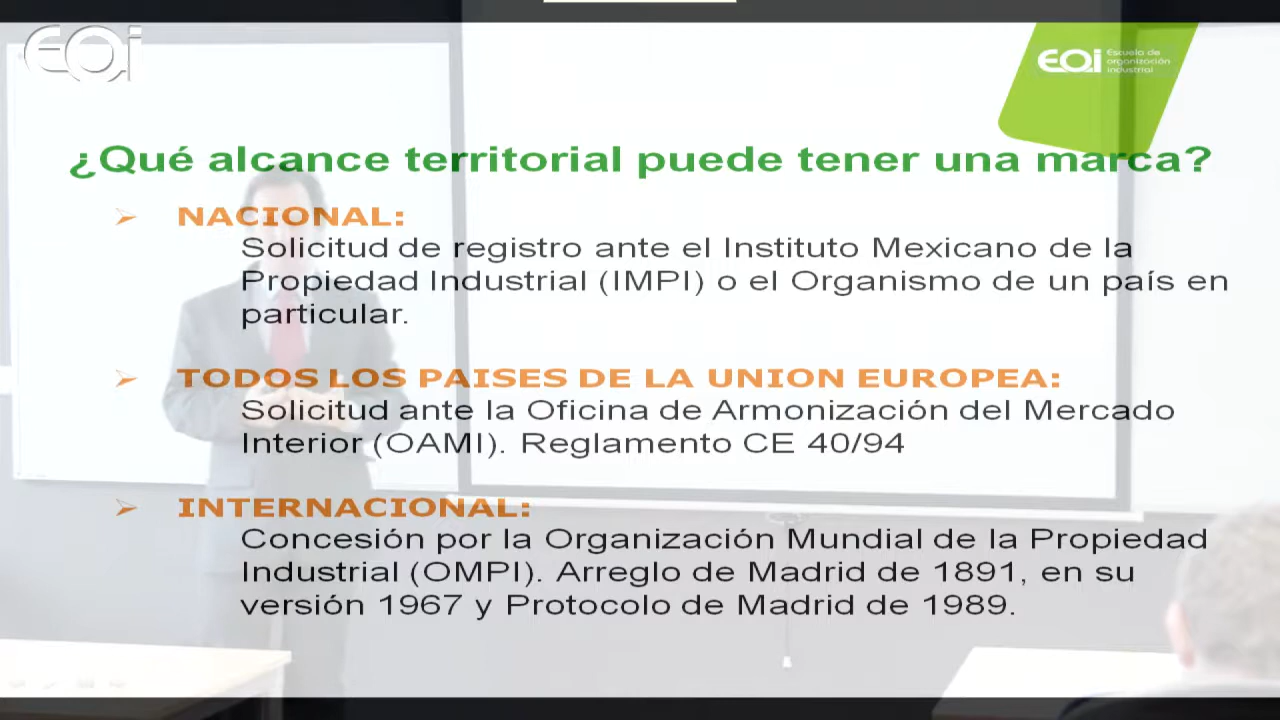 EOi
EOi Escuela de
organización
industrial
¿Qué alcance territorial puede tener una marca?
➢ NACIONAL:
Solicitud de registro ante el Instituto Mexicano de la
Propiedad Industrial (IMPI) o el Organismo de un país en
particular.
➢ TODOS LOS PAISES DE LA UNION EUROPEA:
Solicitud ante la Oficina de Armonización del Mercado
Interior (OAMI). Reglamento CE 40/94
➢ INTERNACIONAL:
Concesión por la Organización Mundial de la Propiedad
Industrial (OMPI). Arreglo de Madrid de 1891, en su
versión 1967 y Protocolo de Madrid de 1989.